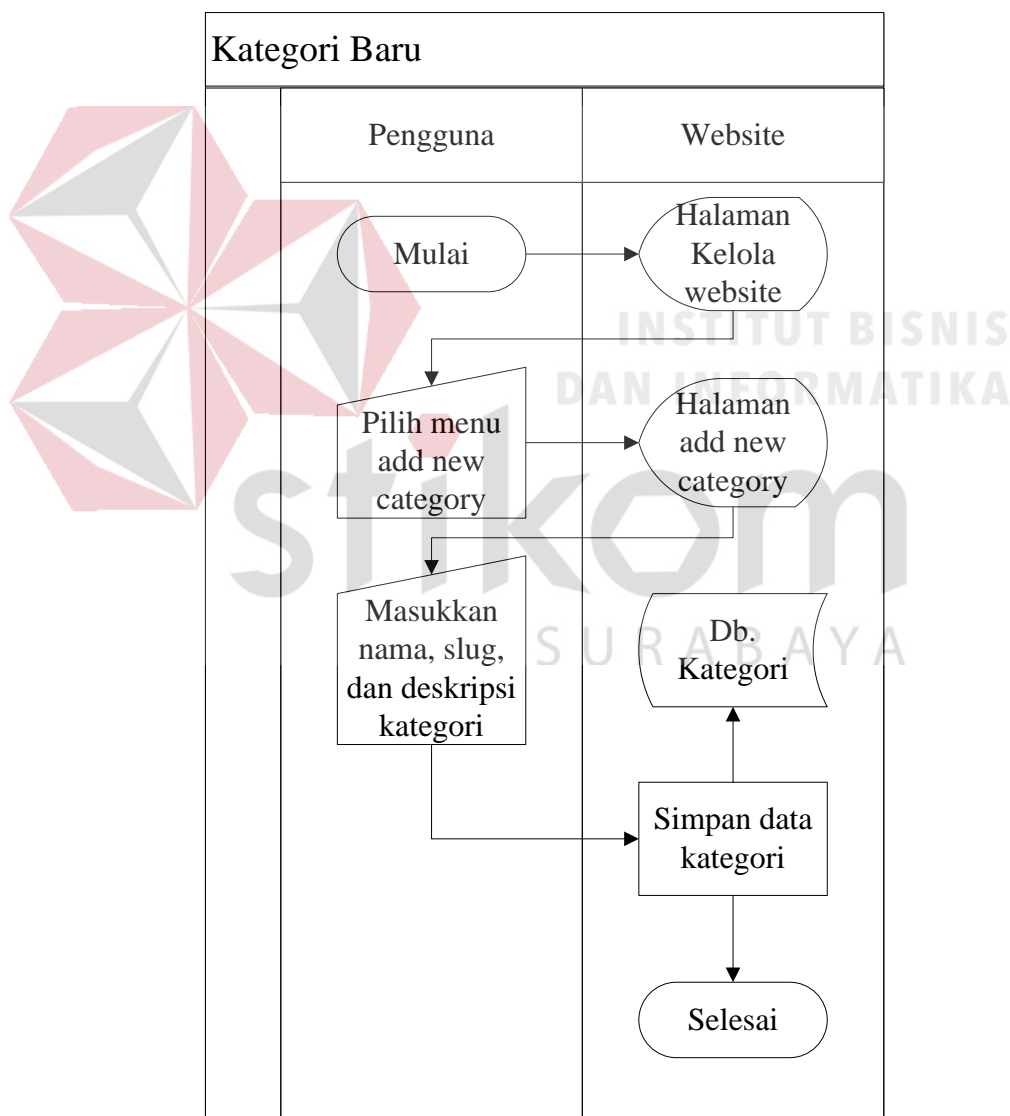 Kategori Baru
Pengguna
Website
Mulai
Halaman
Kelola
website
INSTITUT BISNIS
DAN INFORMATIKA
Pilih menu
add new
category
Halaman
add new
category
stikom
SURABAYA
Masukkan
nama, slug,
dan deskripsi
kategori
Db.
Kategori
Simpan data
kategori
Selesai